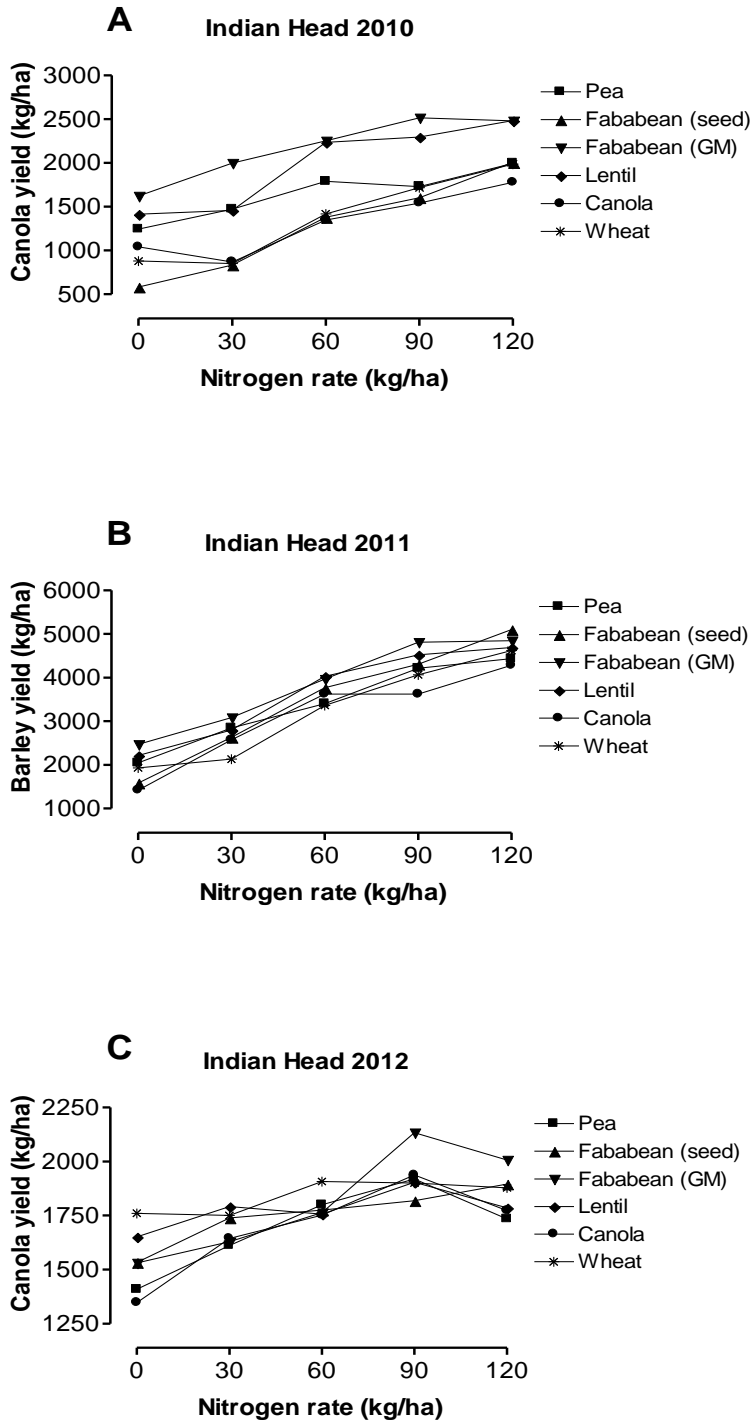 A
Indian Head 2010
Canola yield (kg/ha)
3000
2500
2000
1500
1000
500
0 30 60 90 120
Nitrogen rate (kg/ha)
Pea
Fababean (seed)
Fababean (GM)
Lentil
Canola
Wheat
B
Indian Head 2011
Barley yield (kg/ha)
6000
5000
4000
3000
2000
1000
0 30 60 90 120
Nitrogen rate (kg/ha)
Pea
Fababean (seed)
Fababean (GM)
Lentil
Canola
Wheat
C
Indian Head 2012
Canola yield (kg/ha)
2250
2000
1750
1500
1250
0 30 60 90 120
Nitrogen rate (kg/ha)
Pea
Fababean (seed)
Fababean (GM)
Lentil
Canola
Wheat